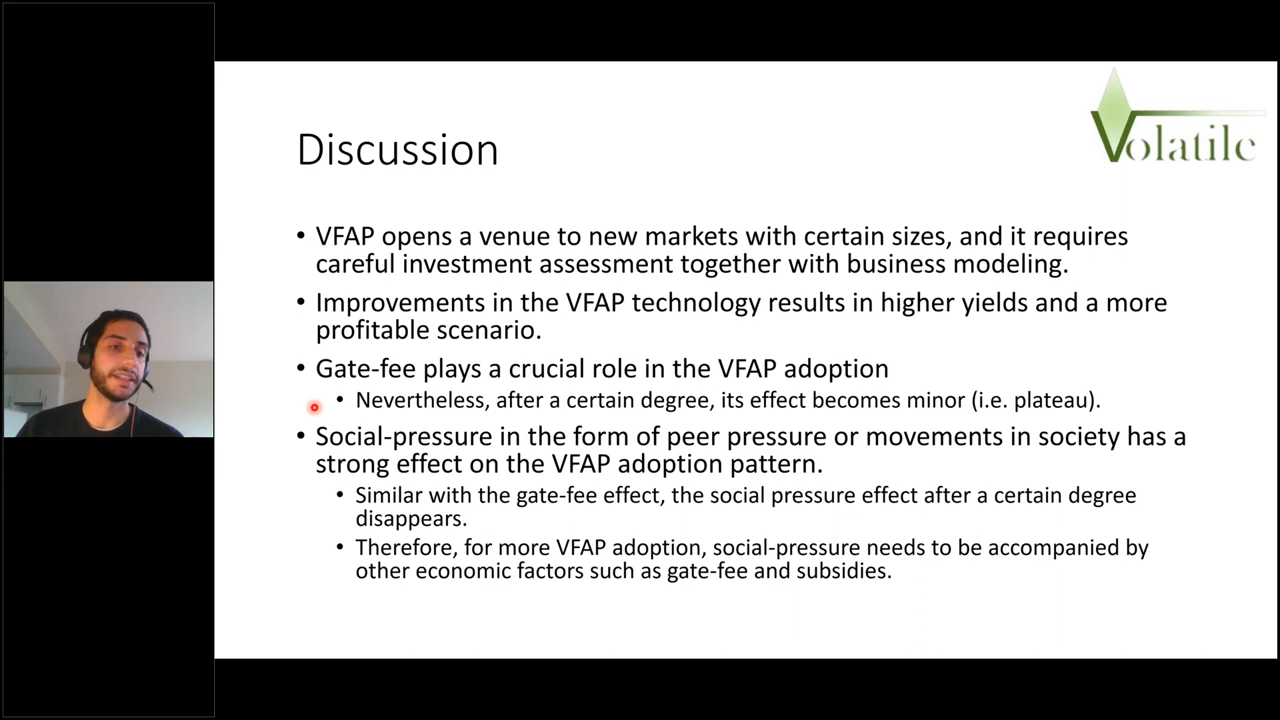 Volatile
Discussion
• VFAP opens a venue to new markets with certain sizes, and it requires
careful investment assessment together with business modeling.
• Improvements in the VFAP technology results in higher yields and a more
profitable scenario.
• Gate-fee plays a crucial role in the VFAP adoption
• Nevertheless, after a certain degree, its effect becomes minor (i.e. plateau).
• Social-pressure in the form of peer pressure or movements in society has a
strong effect on the VFAP adoption pattern.
• Similar with the gate-fee effect, the social pressure effect after a certain degree
disappears.
• Therefore, for more VFAP adoption, social-pressure needs to be accompanied by
other economic factors such as gate-fee and subsidies.